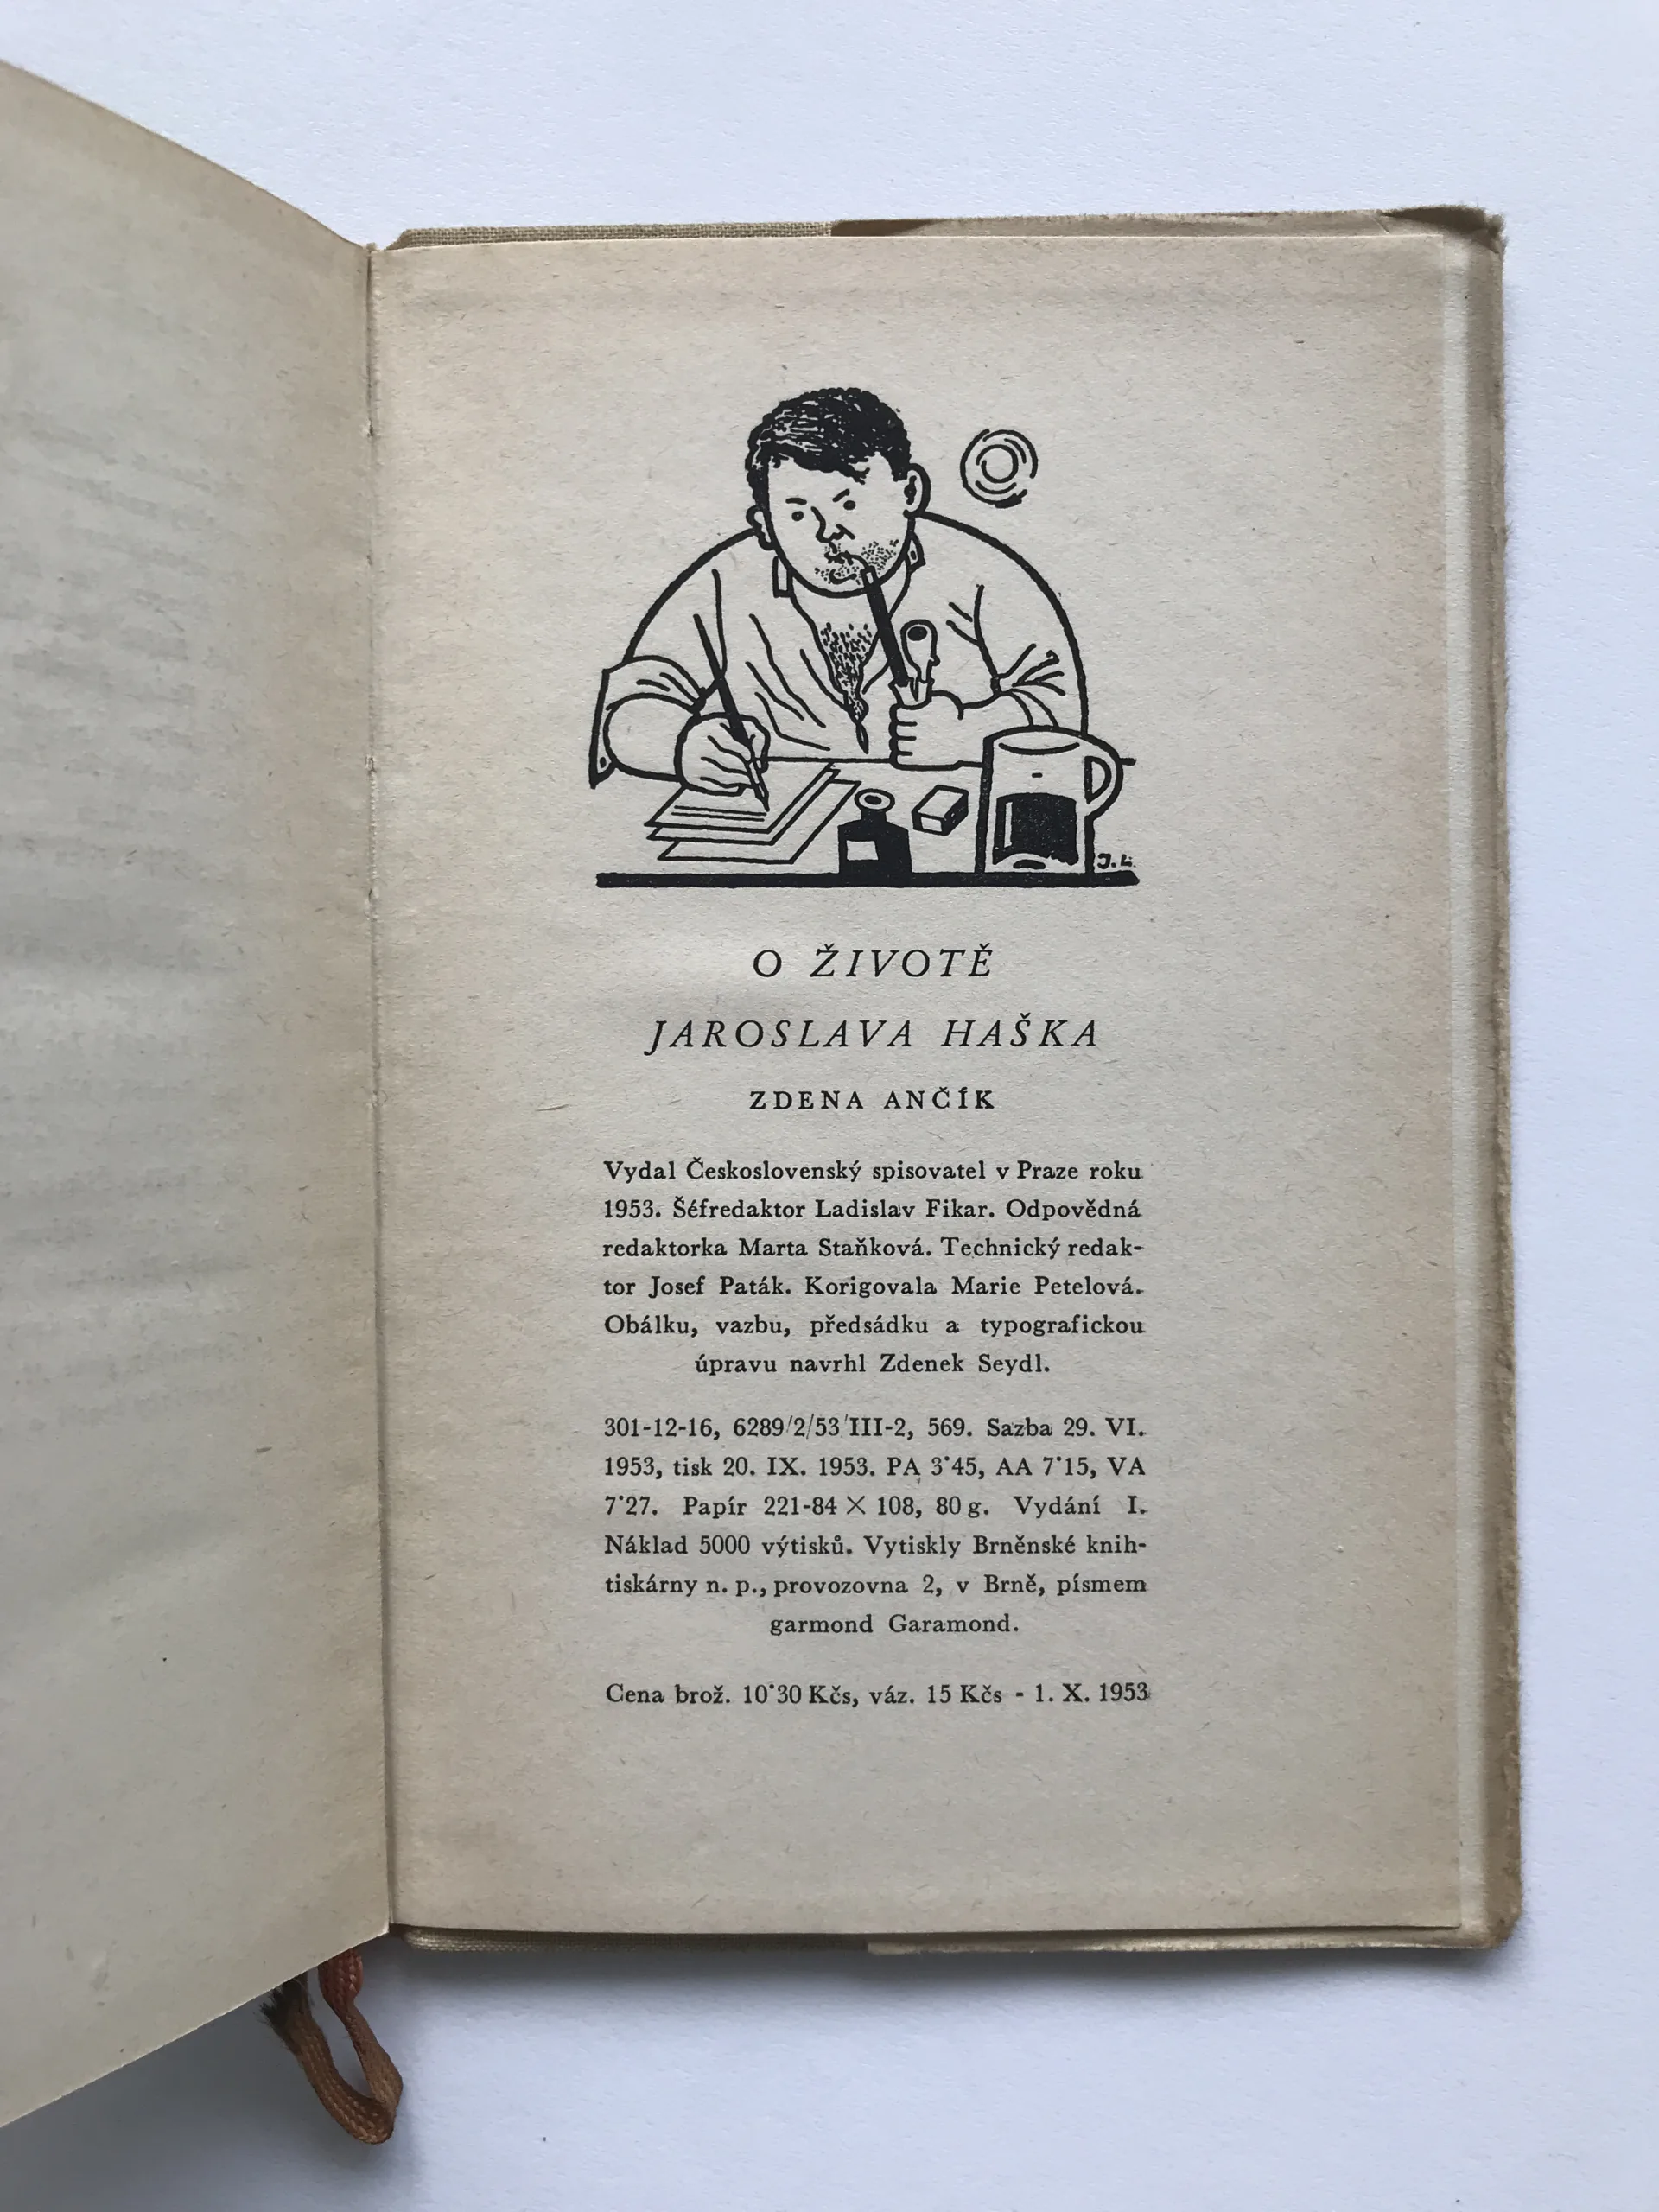 J. L.
O ŽIVOTĚ
JAROSLAVA HAŠKA
ZDENA ANČÍK
Vydal Československý spisovatel v Praze roku
1953. Šéfredaktor Ladislav Fikar. Odpovědná
redaktorka Marta Staňková. Technický redak-
tor Josef Paták. Korigovala Marie Petelová.
Obálku, vazbu, předsádku a typografickou
úpravu navrhl Zdenek Seydl.
301-12-16, 6289/2/53/III-2, 569. Sazba 29. VI.
1953, tisk 20. IX. 1953. PA 3˙45, AA 7˙15, VA
7˙27. Papír 221-84 × 108, 80 g. Vydání I.
Náklad 5000 výtisků. Vytiskly Brněnské knih-
tiskárny n. p., provozovna 2, v Brně, písmem
garmond Garamond.
Cena brož. 10˙30 Kčs, váz. 15 Kčs - 1. X. 1953